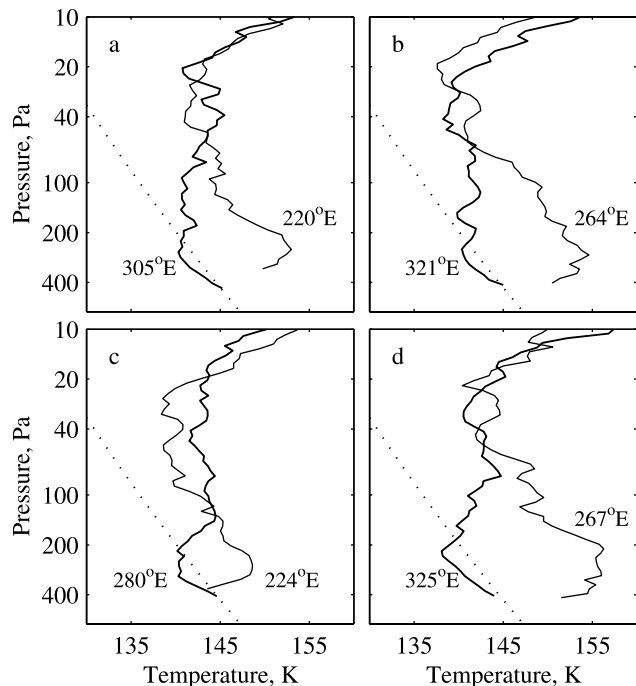 a
b
10
20
40
100
200
400
Pressure, Pa
220°E
305°E
264°E
321°E
c
d
10
20
40
100
200
400
Pressure, Pa
280°E
224°E
267°E
325°E
135
145
155
135
145
155
Temperature, K
Temperature, K